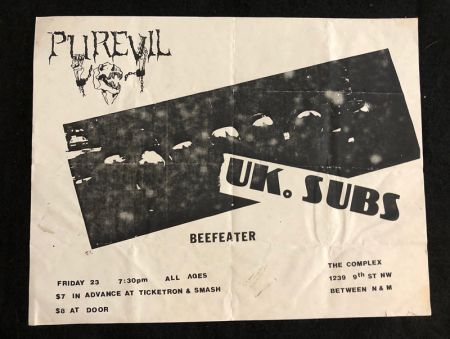 PUREVIL
UK. SUBS
BEEFEATER
FRIDAY 23 7:30pm ALL AGES
$7 IN ADVANCE AT TICKETRON & SMASH
$8 AT DOOR
THE COMPLEX
1239 9th ST NW
BETWEEN N & M